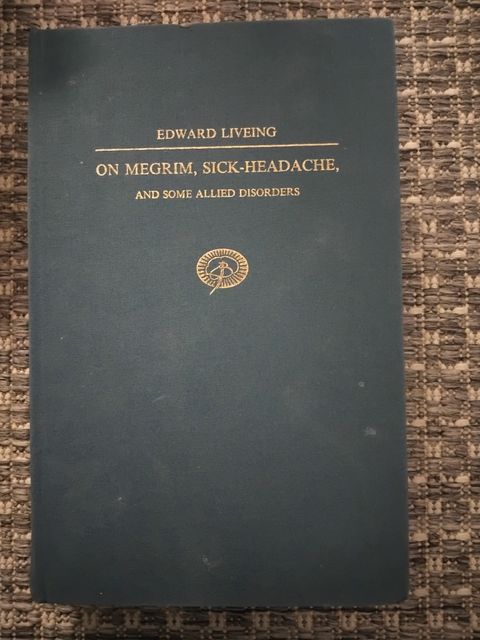 EDWARD LIVEING
ON MEGRIM, SICK-HEADACHE,
AND SOME ALLIED DISORDERS